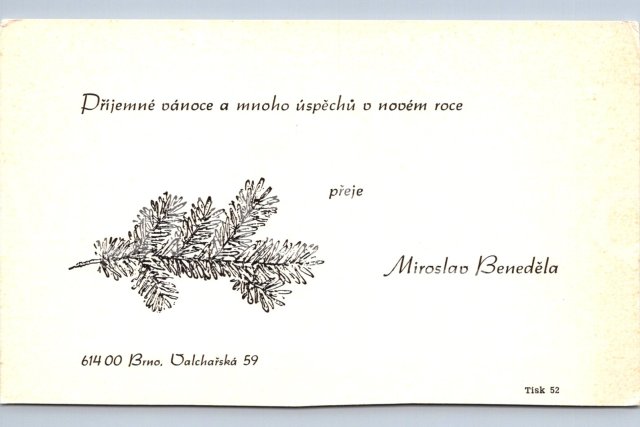 Příjemné vánoce a mnoho úspěchů v novém roce
přeje
Miroslav Beneděla
614 00 Brno, Valchařská 59
Tisk 52